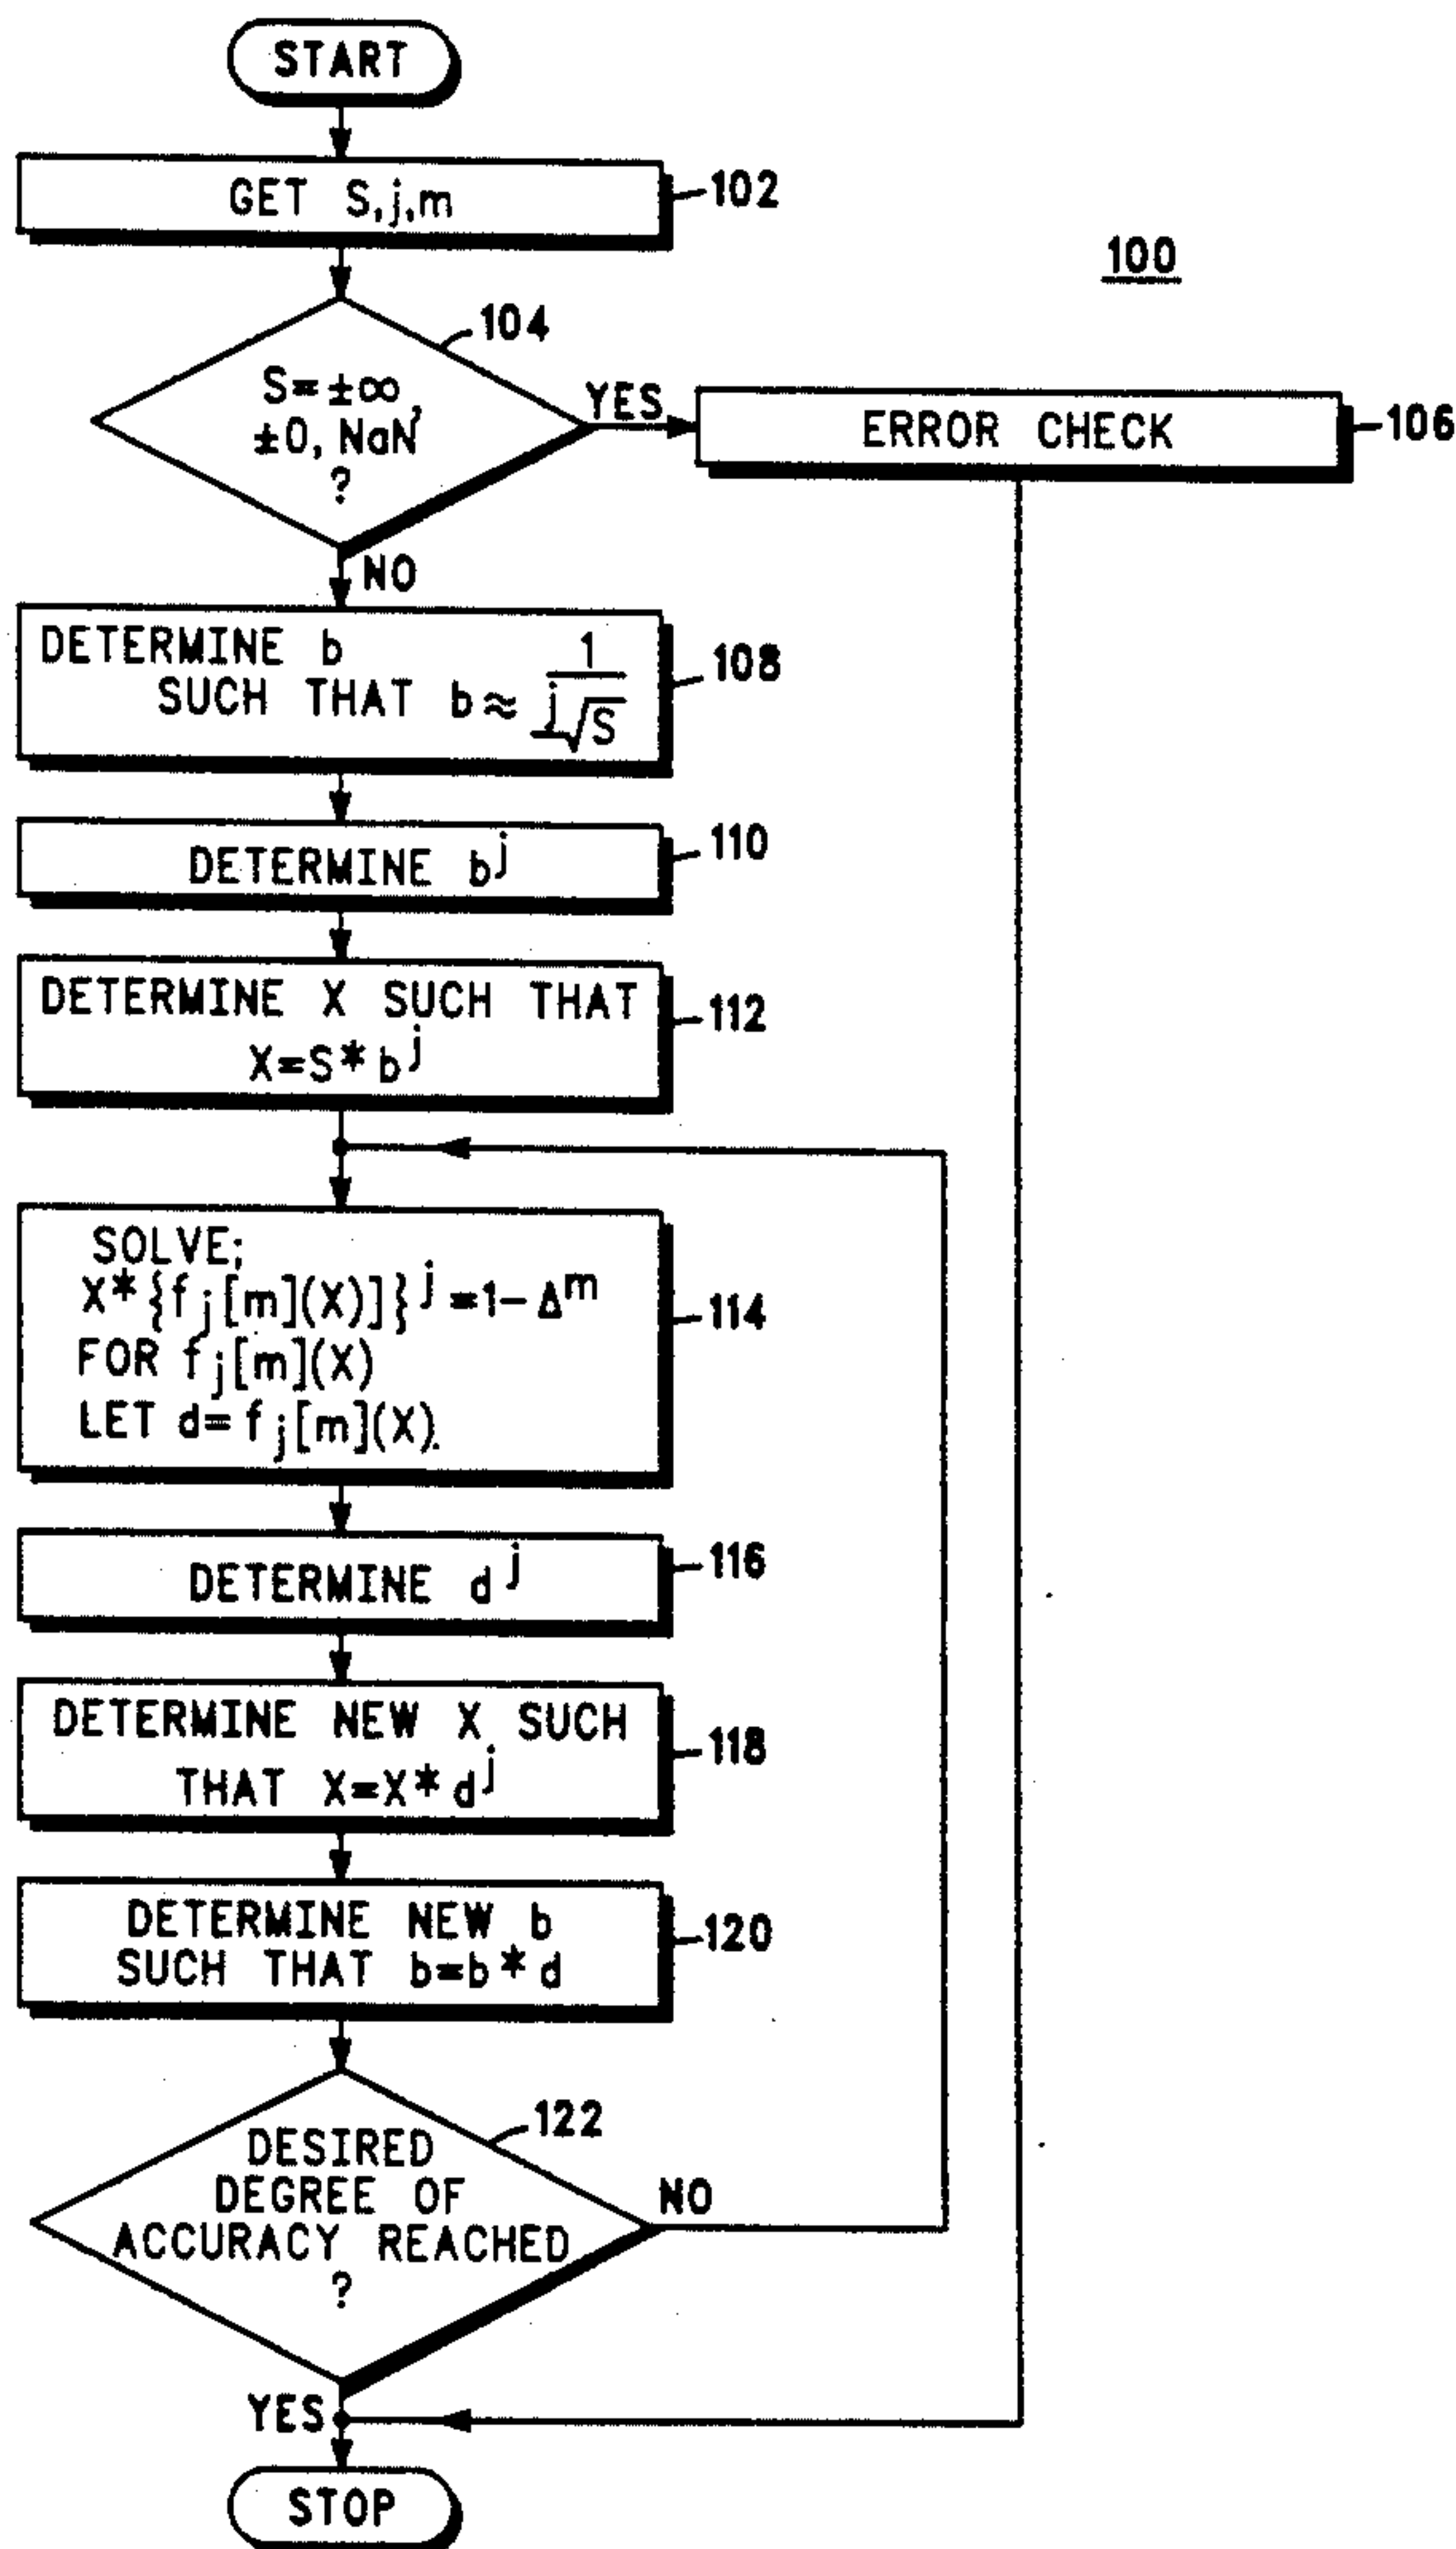 START
GET S,j,m
102
100
104
S=±∞,
±0, NaN
?
YES
ERROR CHECK
106
NO
DETERMINE b
SUCH THAT b≈ 1/j√S
108
DETERMINE b^j
110
DETERMINE X SUCH THAT
X=S*b^j
112
SOLVE;
X*{f_j[m](X)]}^j=1-Δ^m
FOR f_j[m](X)
LET d=f_j[m](X).
114
DETERMINE d^j
116
DETERMINE NEW X SUCH
THAT X=X*d^j
118
DETERMINE NEW b
SUCH THAT b=b*d
120
122
DESIRED
DEGREE OF
ACCURACY REACHED
?
NO
YES
STOP